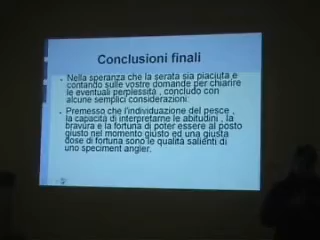 Conclusioni finali
Nella speranza che la serata sia piaciuta e
contando sulle vostre domande per chiarire
le eventuali perplessità , concludo con
alcune semplici considerazioni:
Premesso che l'individuazione del pesce ,
la capacità di interpretarne le abitudini , la
bravura e la fortuna di poter essere al posto
giusto nel momento giusto ed una giusta
dose di fortuna sono le qualità salienti di
uno speciment angler.